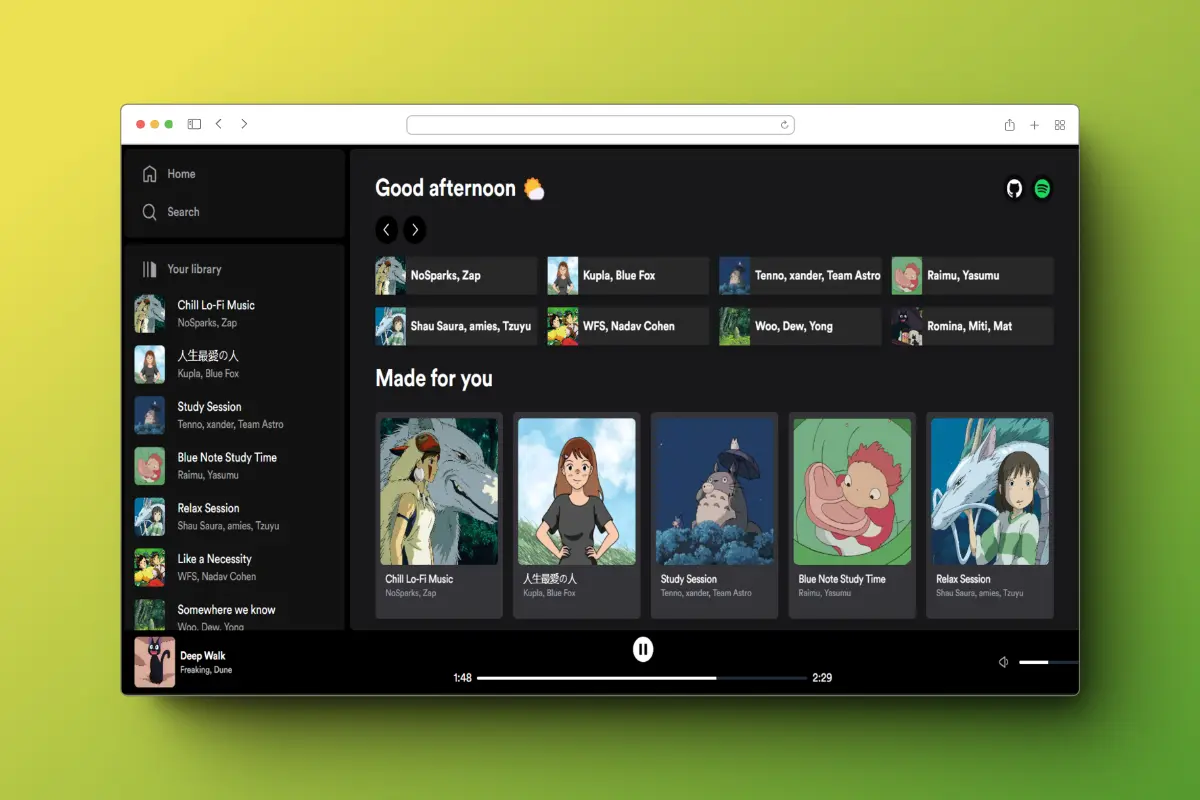 Home
Search
Your library
Chill Lo-Fi Music
NoSparks, Zap
人生最愛の人
Kupla, Blue Fox
Study Session
Tenno, xander, Team Astro
Blue Note Study Time
Raimu, Yasumu
Relax Session
Shau Saura, amies, Tzuyu
Like a Necessity
WFS, Nadav Cohen
Somewhere we know
Woo, Dew, Yong
Good afternoon
NoSparks, Zap
Kupla, Blue Fox
Tenno, xander, Team Astro
Raimu, Yasumu
Shau Saura, amies, Tzuyu
WFS, Nadav Cohen
Woo, Dew, Yong
Romina, Miti, Mat
Made for you
Chill Lo-Fi Music
NoSparks, Zap
人生最愛の人
Kupla, Blue Fox
Study Session
Tenno, xander, Team Astro
Blue Note Study Time
Raimu, Yasumu
Relax Session
Shau Saura, amies, Tzuyu
Deep Walk
Freaking, Dune
1:48
2:29